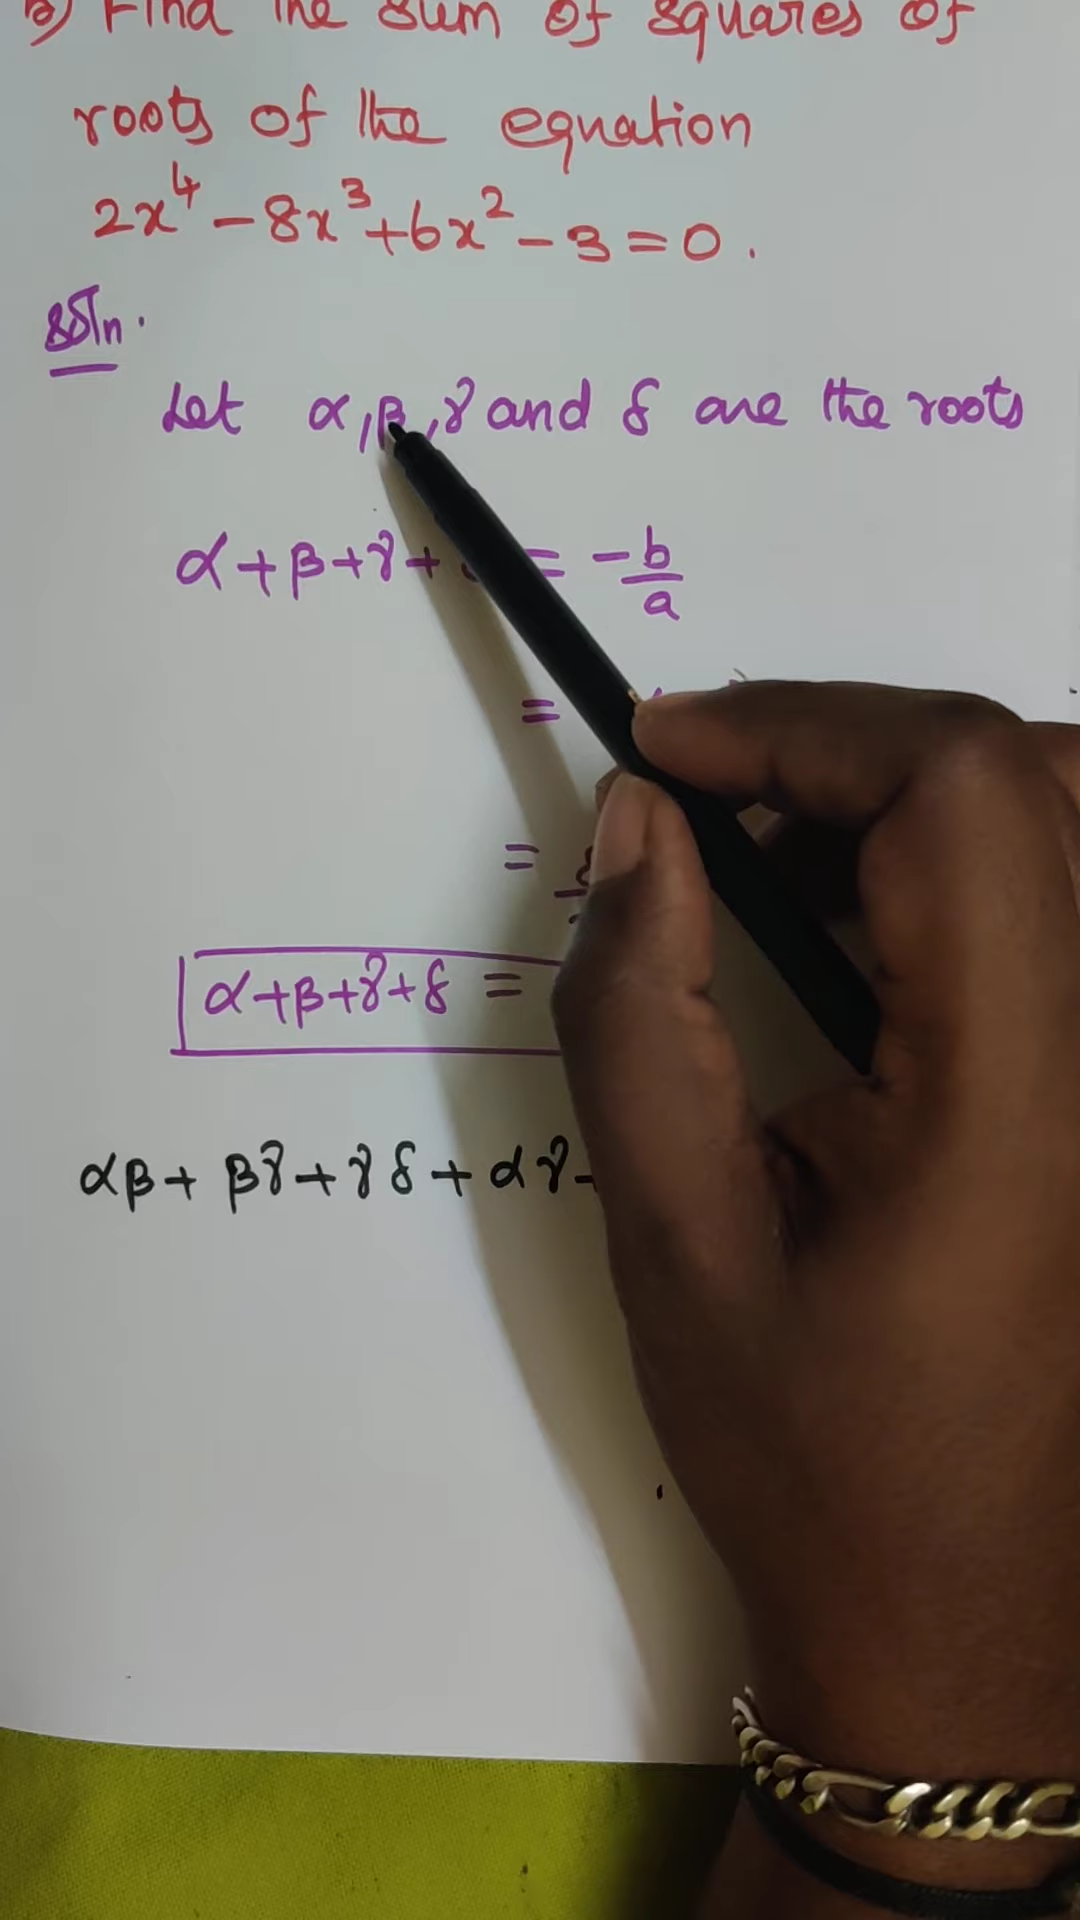 Find the sum of squares of
roots of the equation
2x⁴ - 8x³ + 6x² - 3 = 0.
Soln.
Let α, β, γ and δ are the roots
α + β + γ + = -b/a
=
=
α + β + γ + δ =
αβ + βγ + γδ + αγ